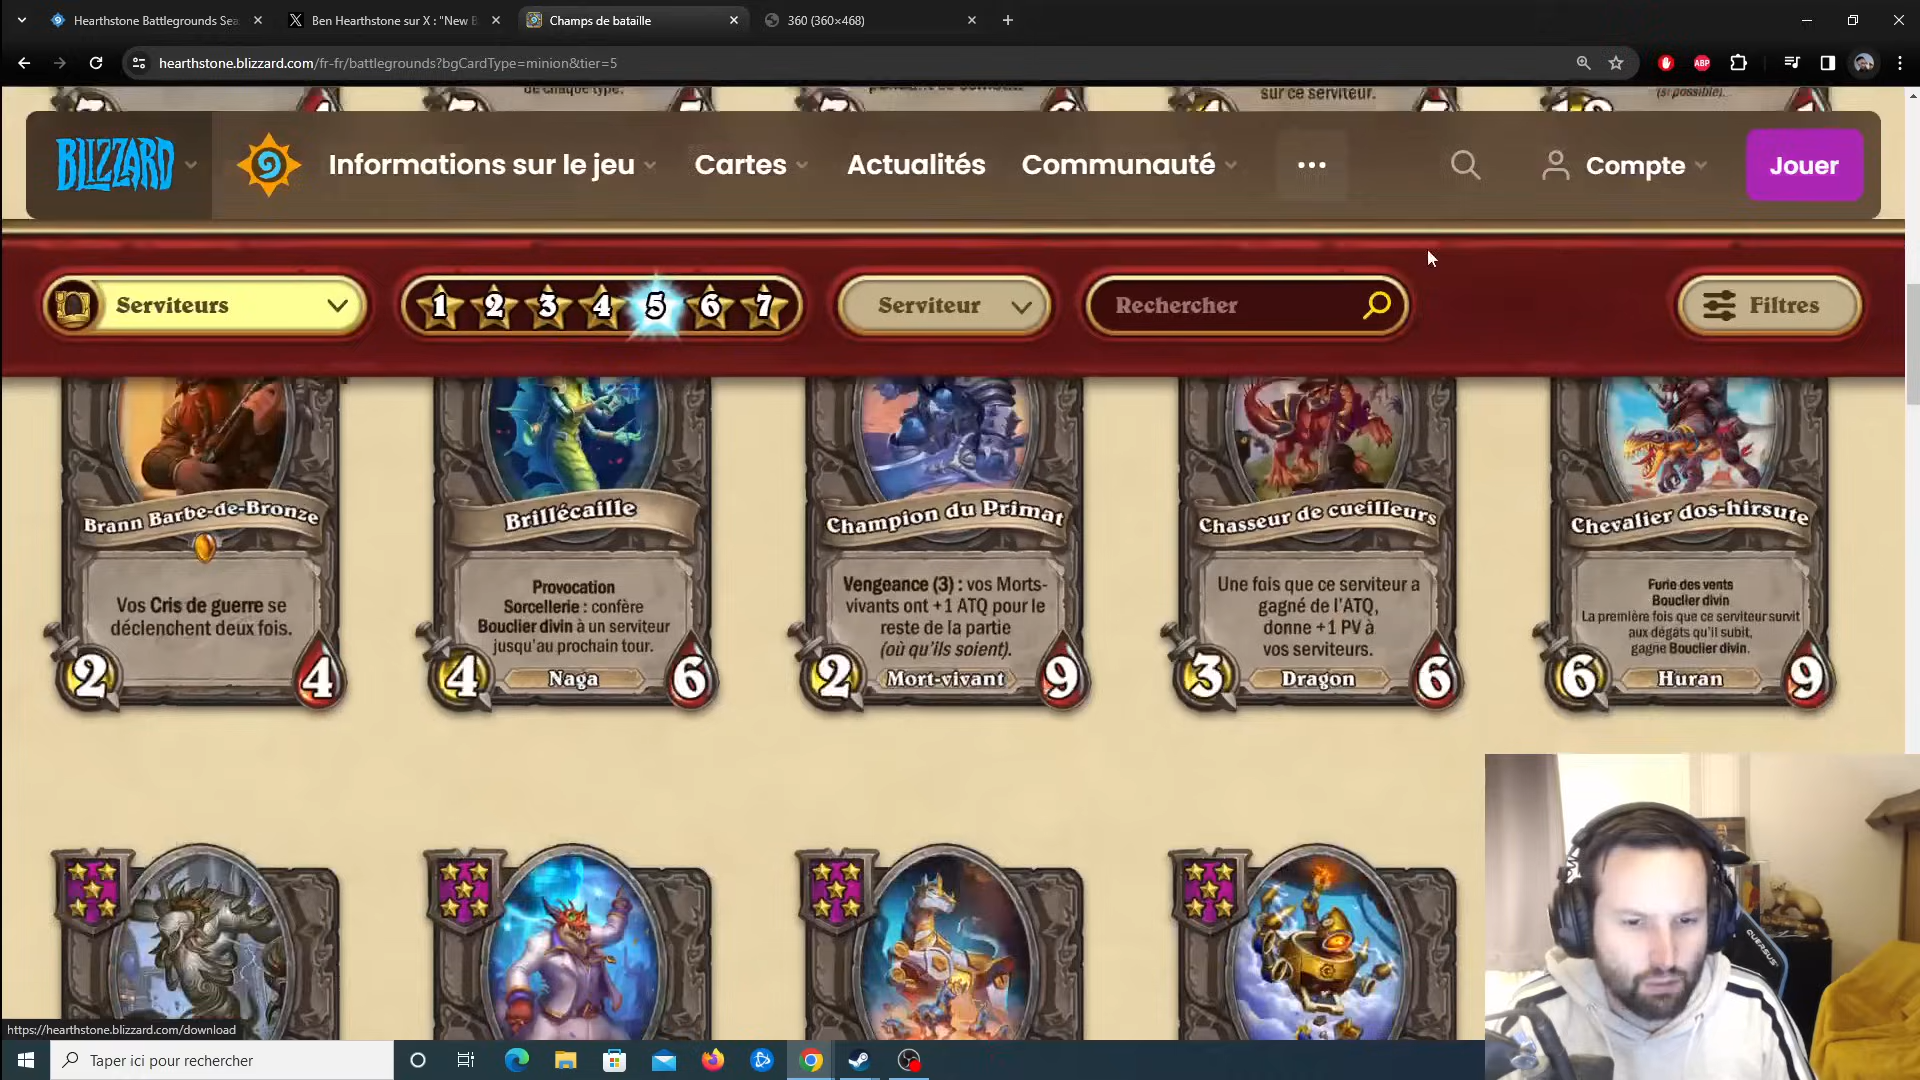 Hearthstone Battlegrounds Sea
Ben Hearthstone sur X : "New B
Champs de bataille
360 (360×468)
hearthstone.blizzard.com/fr-fr/battlegrounds?bgCardType=minion&tier=5
ABP
de chaque type.
sur ce serviteur.
(si possible).
BLIZZARD
Informations sur le jeu
Cartes
Actualités
Communauté
...
Compte
Jouer
Serviteurs
1 2 3 4 5 6 7
Serviteur
Rechercher
Filtres
Brann Barbe-de-Bronze
Vos Cris de guerre se
déclenchent deux fois.
2
4
Brillécaille
Provocation
Sorcellerie : confère
Bouclier divin à un serviteur
jusqu'au prochain tour.
4
Naga
6
Champion du Primat
Vengeance (3) : vos Morts-
vivants ont +1 ATQ pour le
reste de la partie
(où qu'ils soient).
2
Mort-vivant
9
Chasseur de cueilleurs
Une fois que ce serviteur a
gagné de l'ATQ,
donne +1 PV à
vos serviteurs.
3
Dragon
6
Chevalier dos-hirsute
Furie des vents
Bouclier divin
La première fois que ce serviteur survit
aux dégâts qu'il subit,
gagne Bouclier divin.
6
Huran
9
QUERSUS
https://hearthstone.blizzard.com/download
Taper ici pour rechercher